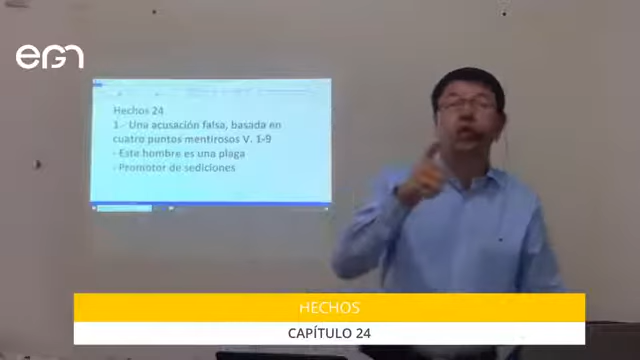 ergn
Hechos 24
1.- Una acusación falsa, basada en
cuatro puntos mentirosos V. 1-9
- Este hombre es una plaga
- Promotor de sediciones
HECHOS
CAPÍTULO 24